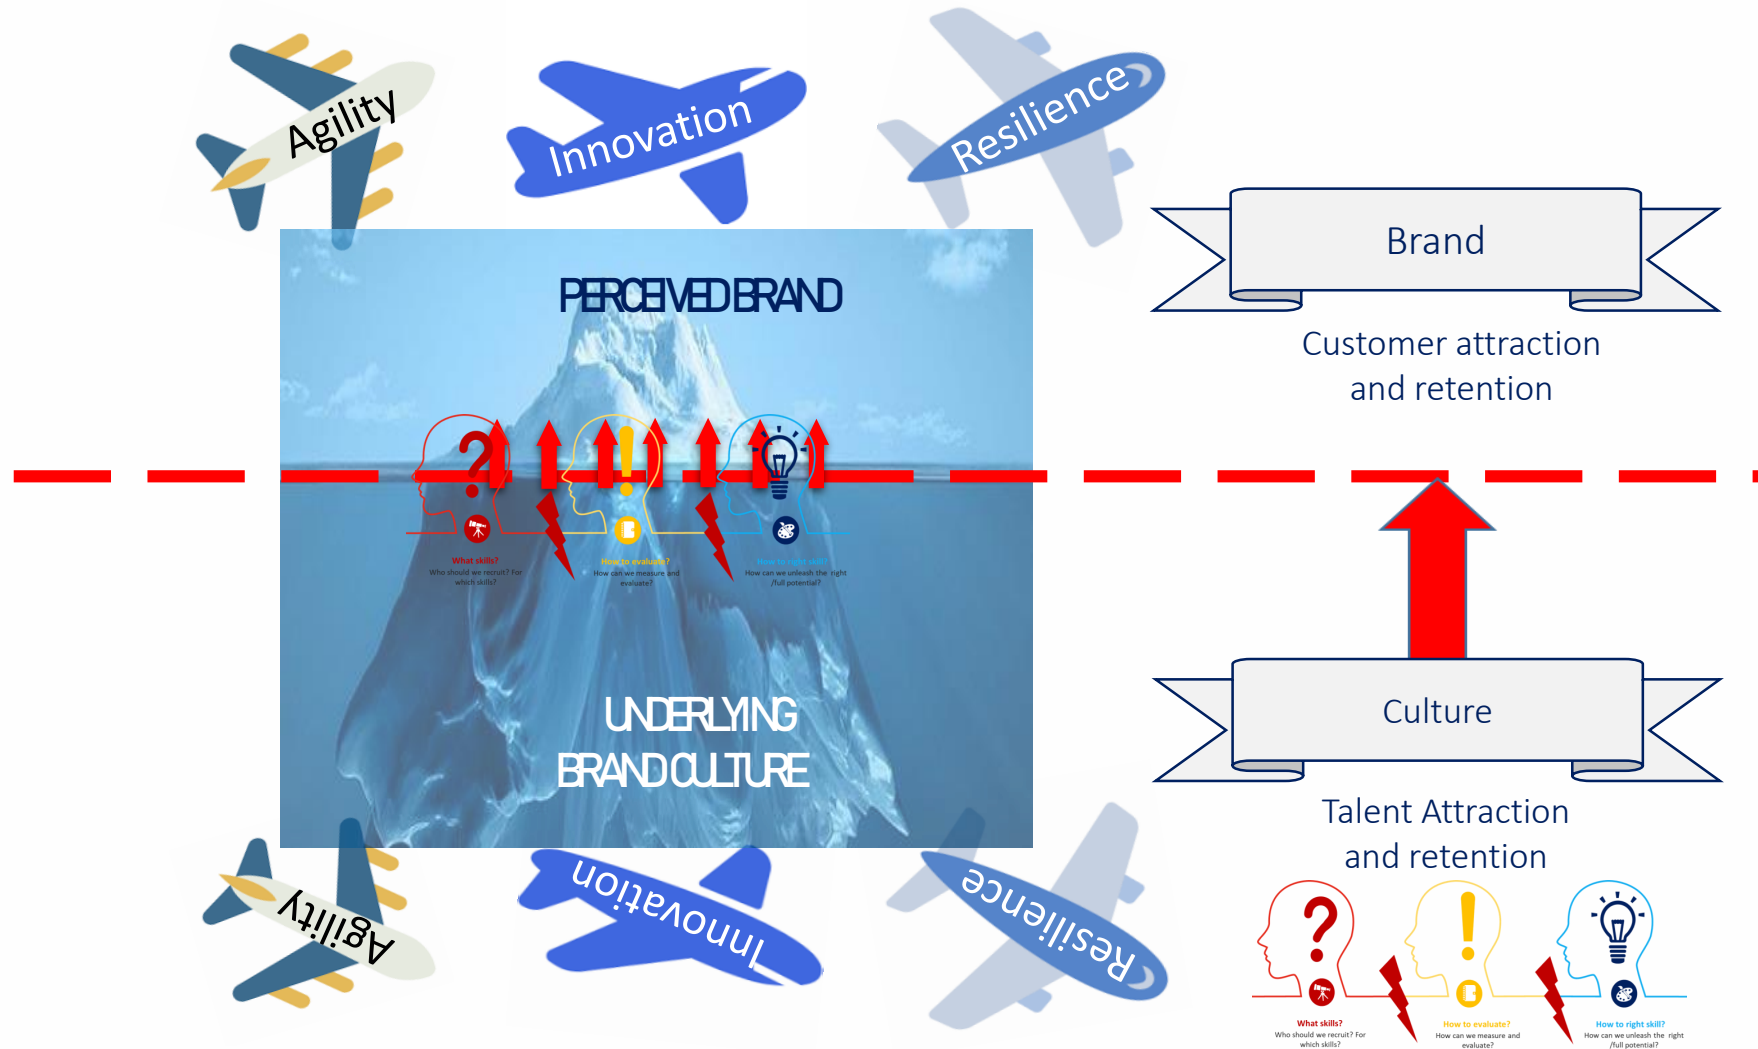 Agility
Innovation
Resilience
Brand
Customer attraction
and retention
PERCEIVED BRAND
What skills?
Who should we recruit? For
which skills?
How to evaluate?
How can we measure and
evaluate?
How to right skill?
How can we unleash the right
/full potential?
UNDERLYING
BRAND CULTURE
Culture
Talent Attraction
and retention
Agility
Innovation
Resilience
What skills?
Who should we recruit? For
which skills?
How to evaluate?
How can we measure and
evaluate?
How to right skill?
How can we unleash the right
/full potential?